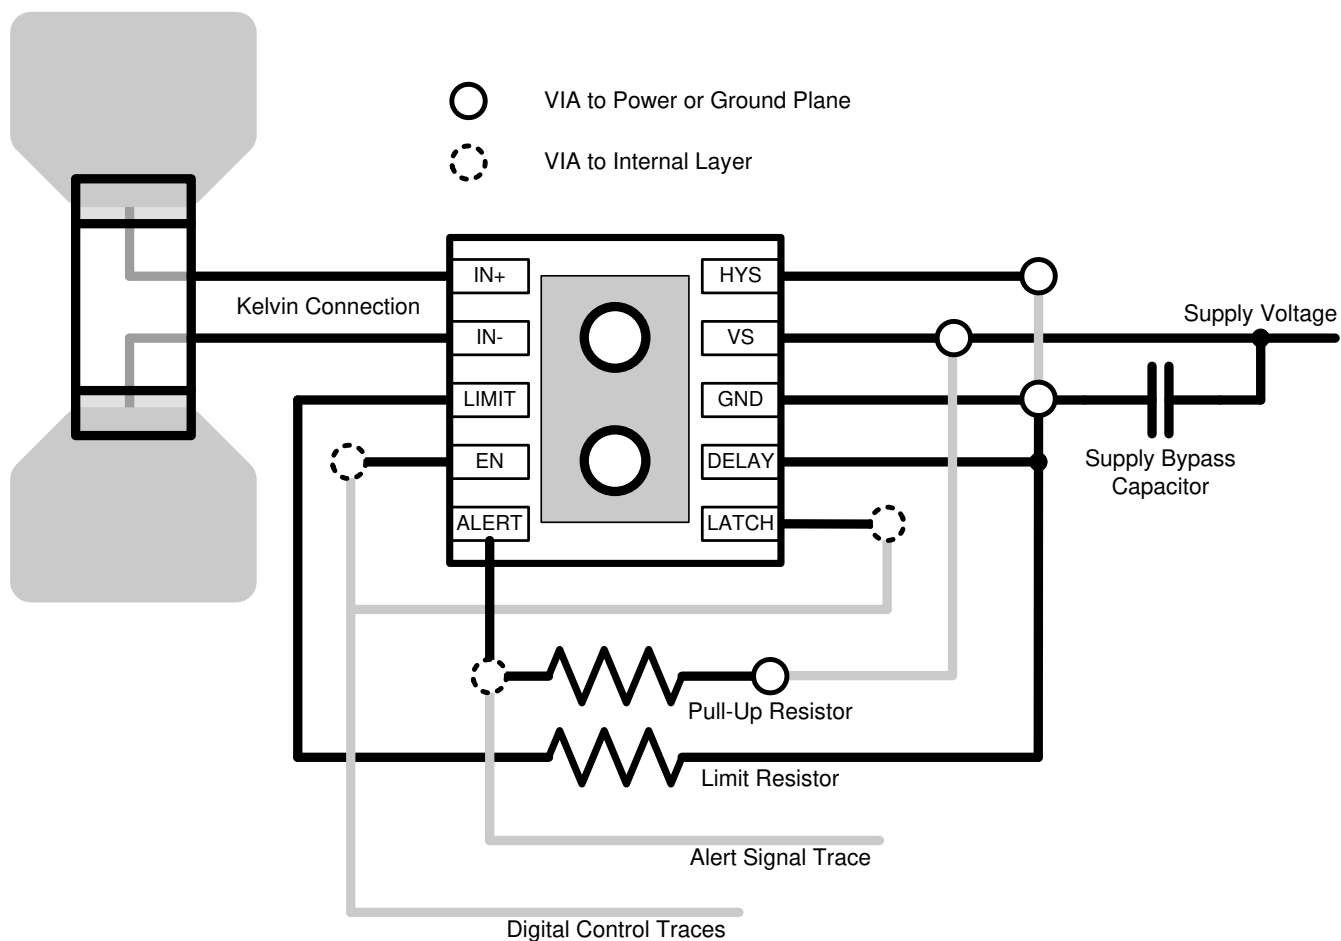 VIA to Power or Ground Plane
VIA to Internal Layer
IN+
HYS
Kelvin Connection
Supply Voltage
IN-
VS
LIMIT
GND
EN
DELAY
Supply Bypass
Capacitor
ALERT
LATCH
Pull-Up Resistor
Limit Resistor
Alert Signal Trace
Digital Control Traces